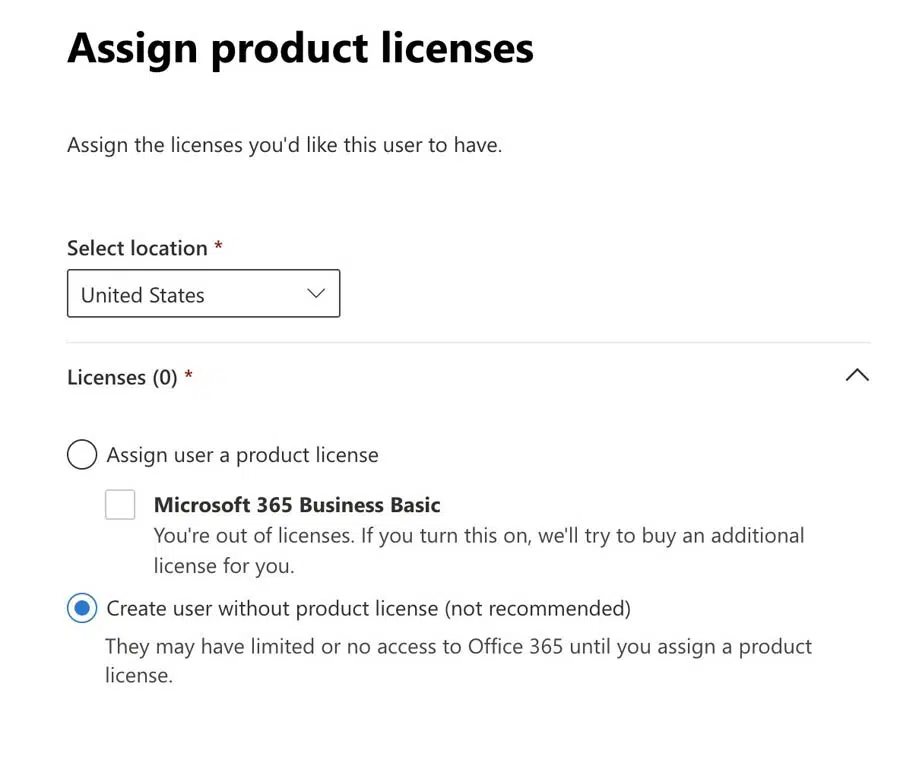 Assign product licenses
Assign the licenses you'd like this user to have.
Select location *
United States
Licenses (0) *
Assign user a product license
Microsoft 365 Business Basic
You're out of licenses. If you turn this on, we'll try to buy an additional
license for you.
Create user without product license (not recommended)
They may have limited or no access to Office 365 until you assign a product
license.